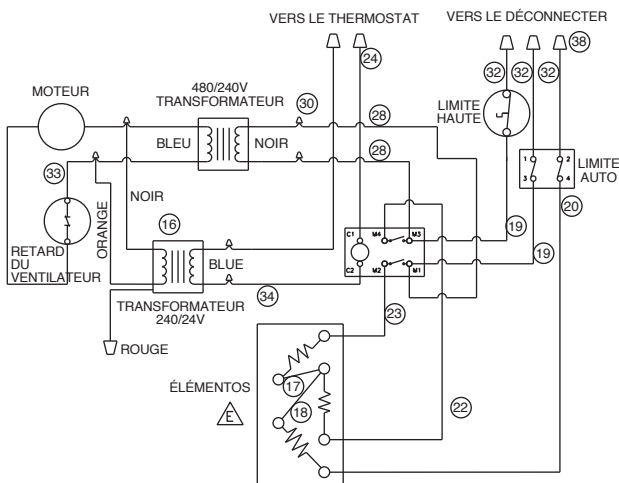 VERS LE THERMOSTAT
VERS LE DÉCONNECTER
24
38
32
32
32
MOTEUR
480/240V
TRANSFORMATEUR
30
28
LIMITE
HAUTE
BLEU
NOIR
28
1
2
3
4
LIMITE
AUTO
33
NOIR
ORANGE
16
20
19
19
RETARD
DU
VENTILATEUR
BLUE
C1
M4
M3
C2
M2
M1
34
TRANSFORMATEUR
240/24V
23
ROUGE
ÉLÉMENTOS
E
17
18
22